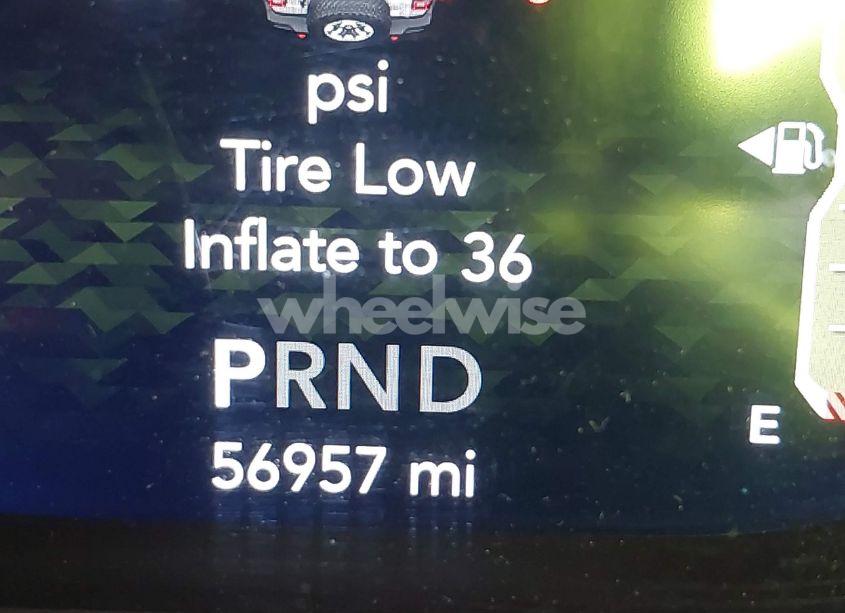 psi
Tire Low
Inflate to 36
wheelwise
PRND
56957 mi
E